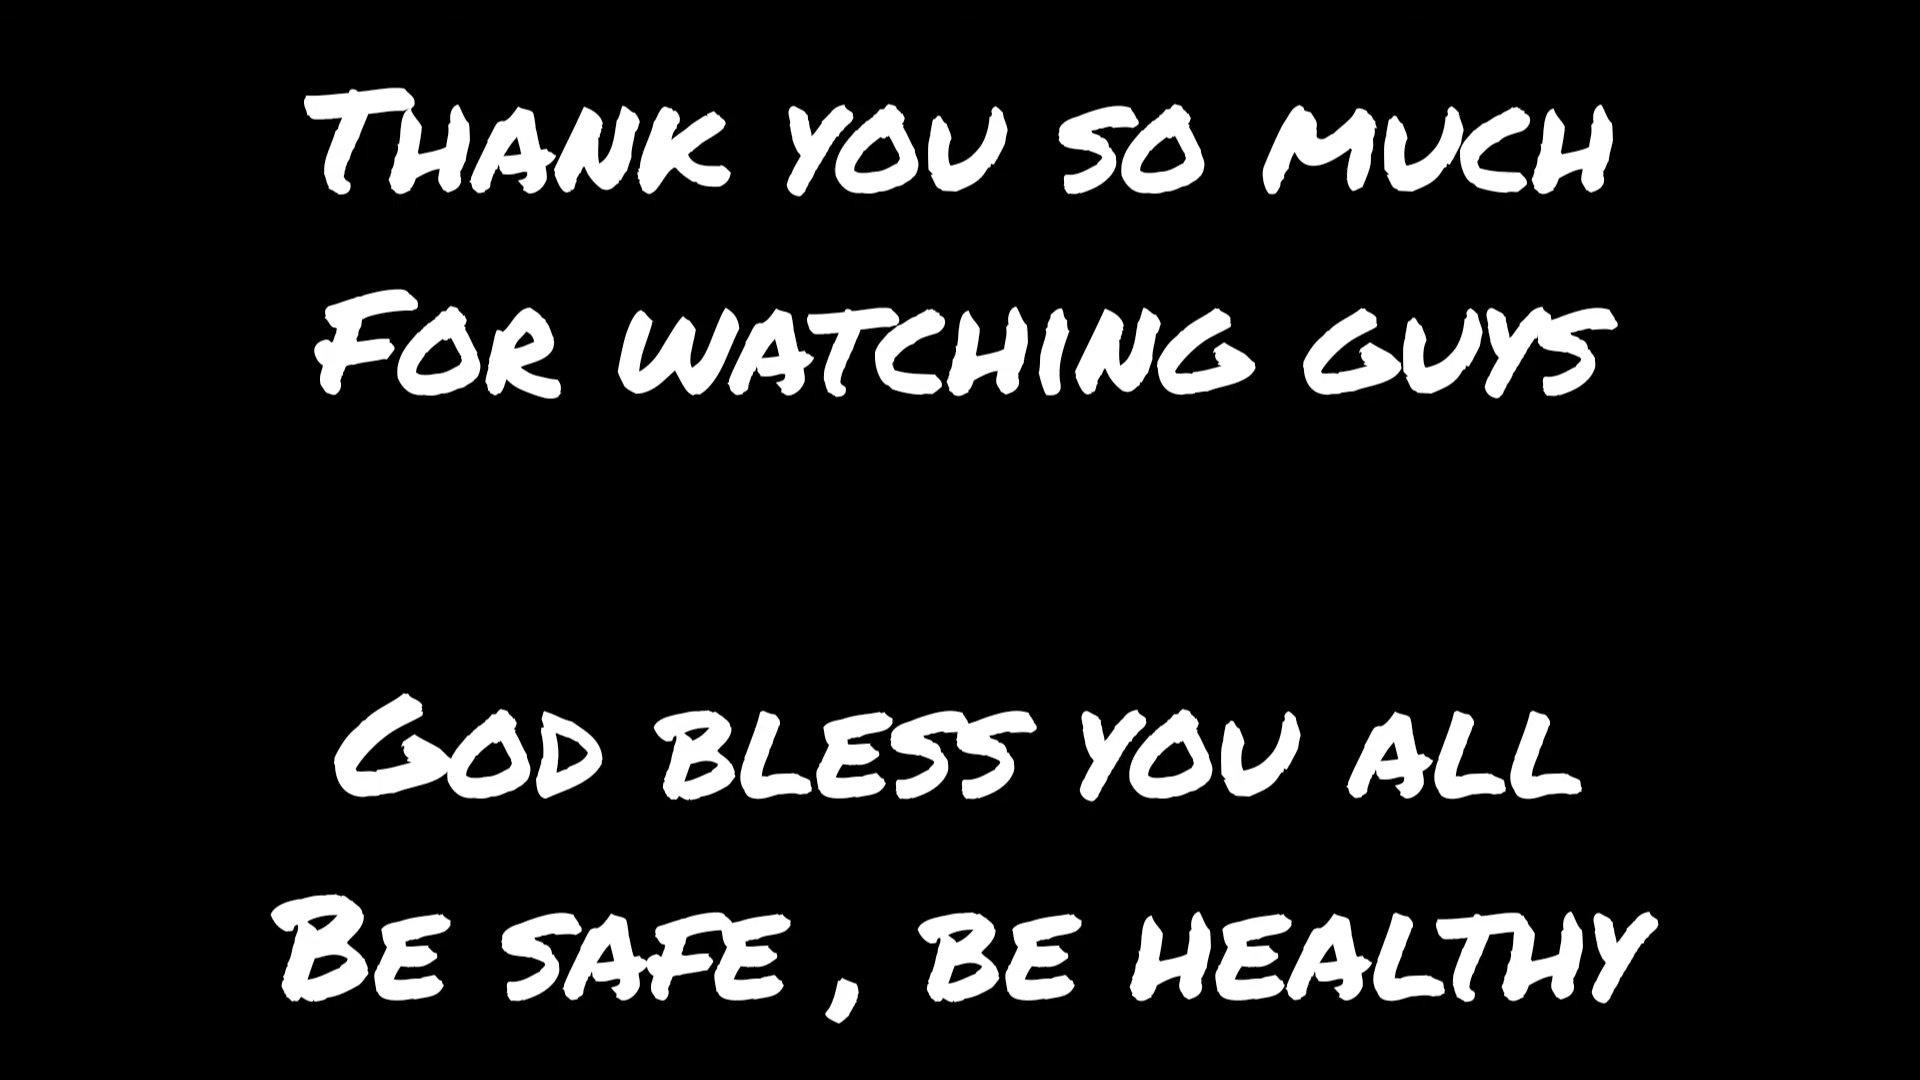 Thank you so much
For watching guys
God bless you all
Be safe , be healthy